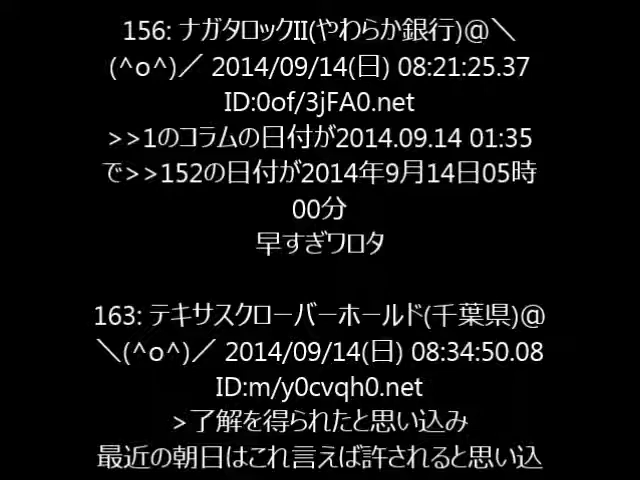 156: ナガタロックII(やわらか銀行)@＼
(^o^)／ 2014/09/14(日) 08:21:25.37
ID:0of/3jFA0.net
>>1のコラムの日付が2014.09.14 01:35
で>>152の日付が2014年9月14日05時
00分
早すぎワロタ
163: テキサスクローバーホールド(千葉県)@
＼(^o^)／ 2014/09/14(日) 08:34:50.08
ID:m/y0cvqh0.net
＞了解を得られたと思い込み
最近の朝日はこれ言えば許されると思い込